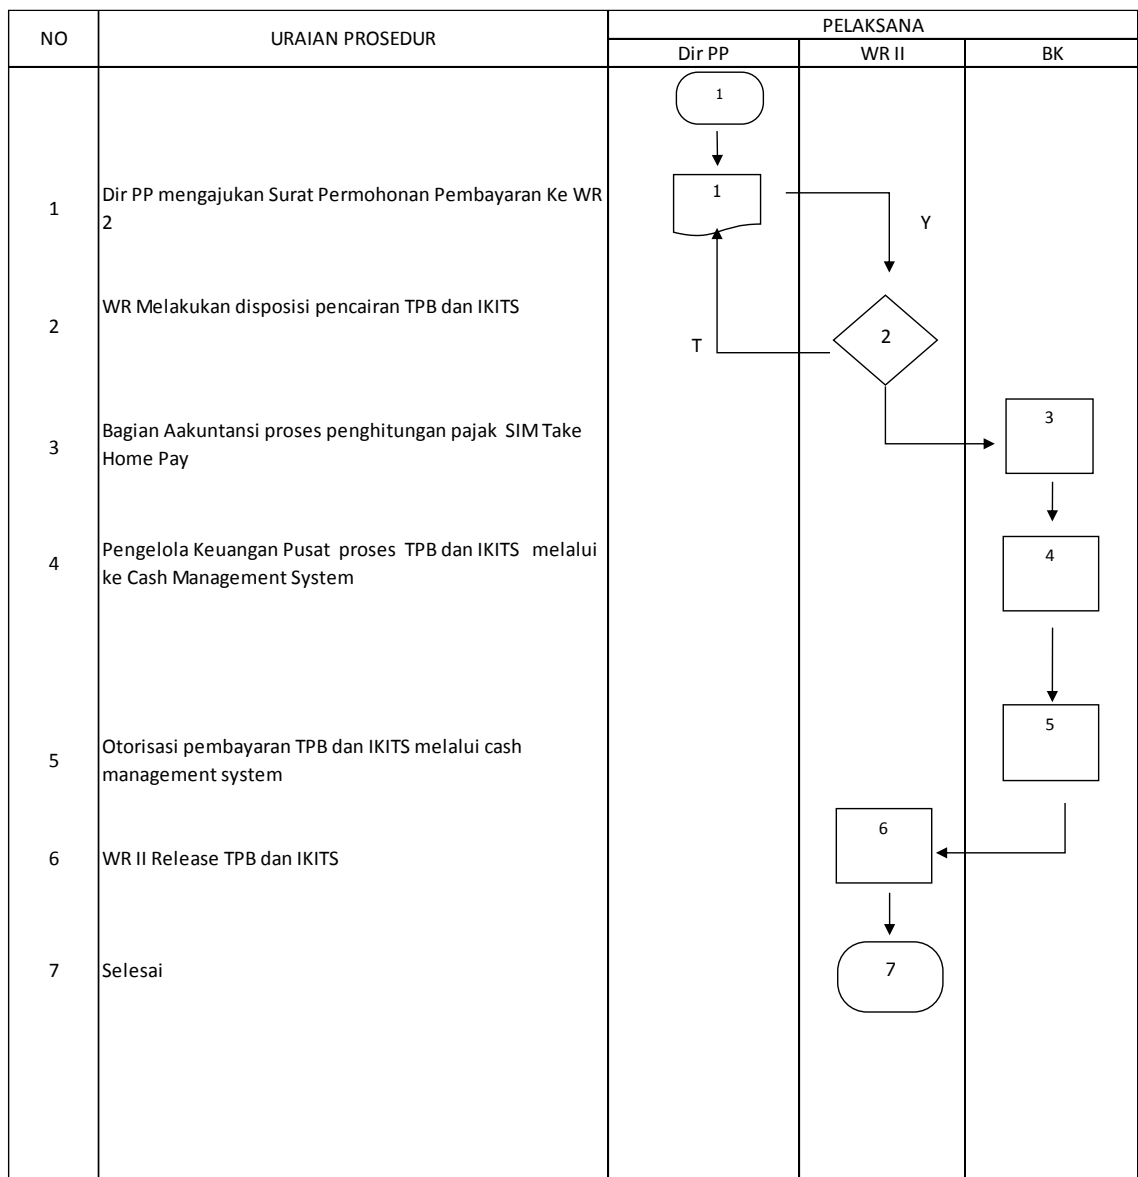 NO
URAIAN PROSEDUR
PELAKSANA
Dir PP
WR II
BK
1
1
Dir PP mengajukan Surat Permohonan Pembayaran Ke WR
2
1
Y
2
WR Melakukan disposisi pencairan TPB dan IKITS
T
2
3
Bagian Aakuntansi proses penghitungan pajak SIM Take
Home Pay
3
4
Pengelola Keuangan Pusat proses TPB dan IKITS melalui
ke Cash Management System
4
5
Otorisasi pembayaran TPB dan IKITS melalui cash
management system
5
6
WR II Release TPB dan IKITS
6
7
Selesai
7